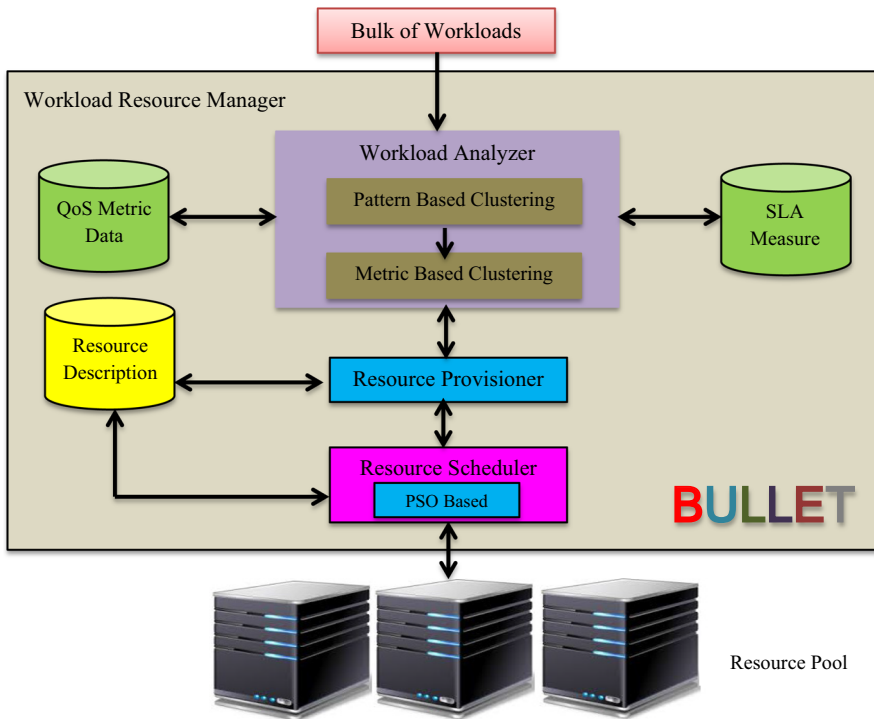 Bulk of Workloads
Workload Resource Manager
Workload Analyzer
Pattern Based Clustering
Metric Based Clustering
QoS Metric
Data
SLA
Measure
Resource
Description
Resource Provisioner
Resource Scheduler
PSO Based
BULLET
Resource Pool